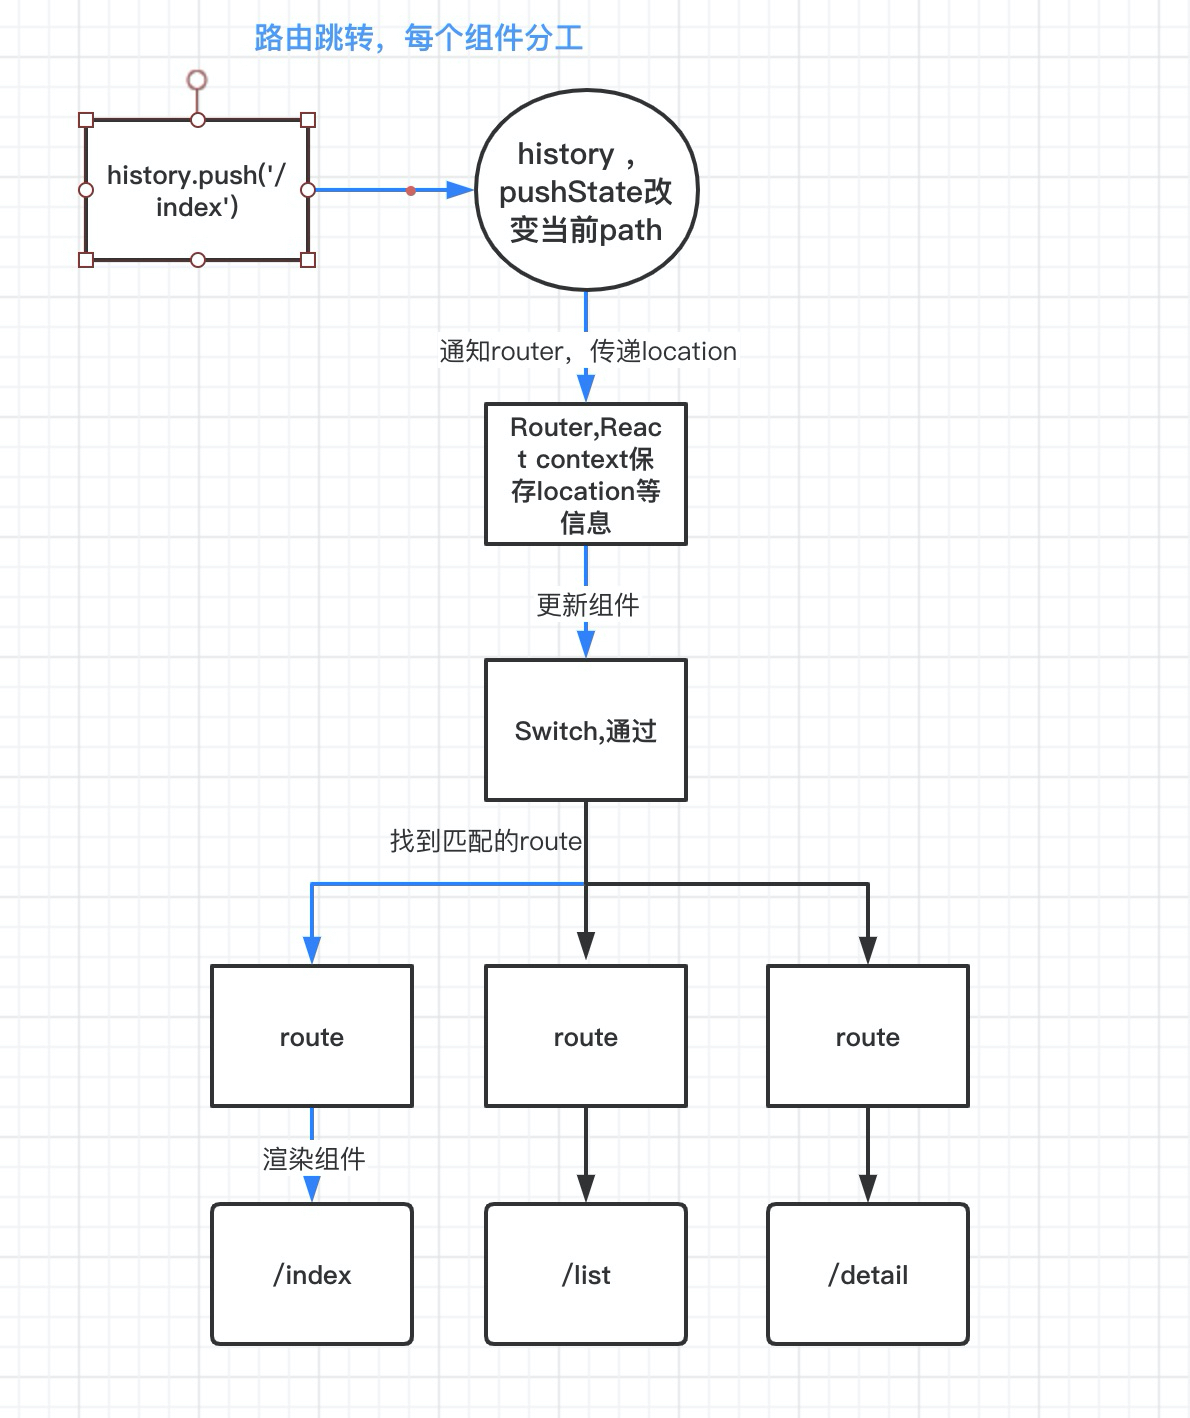 路由跳转，每个组件分工
history.push('/
index')
history ，
pushState改
变当前path
通知router，传递location
Router,Reac
t context保
存location等
信息
更新组件
Switch,通过
找到匹配的route
route
route
route
渲染组件
/index
/list
/detail